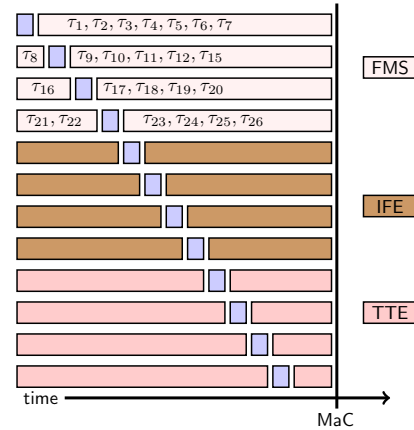 τ1, τ2, τ3, τ4, τ5, τ6, τ7
τ8 τ9, τ10, τ11, τ12, τ15
FMS
τ16 τ17, τ18, τ19, τ20
τ21, τ22 τ23, τ24, τ25, τ26
IFE
TTE
time
MaC